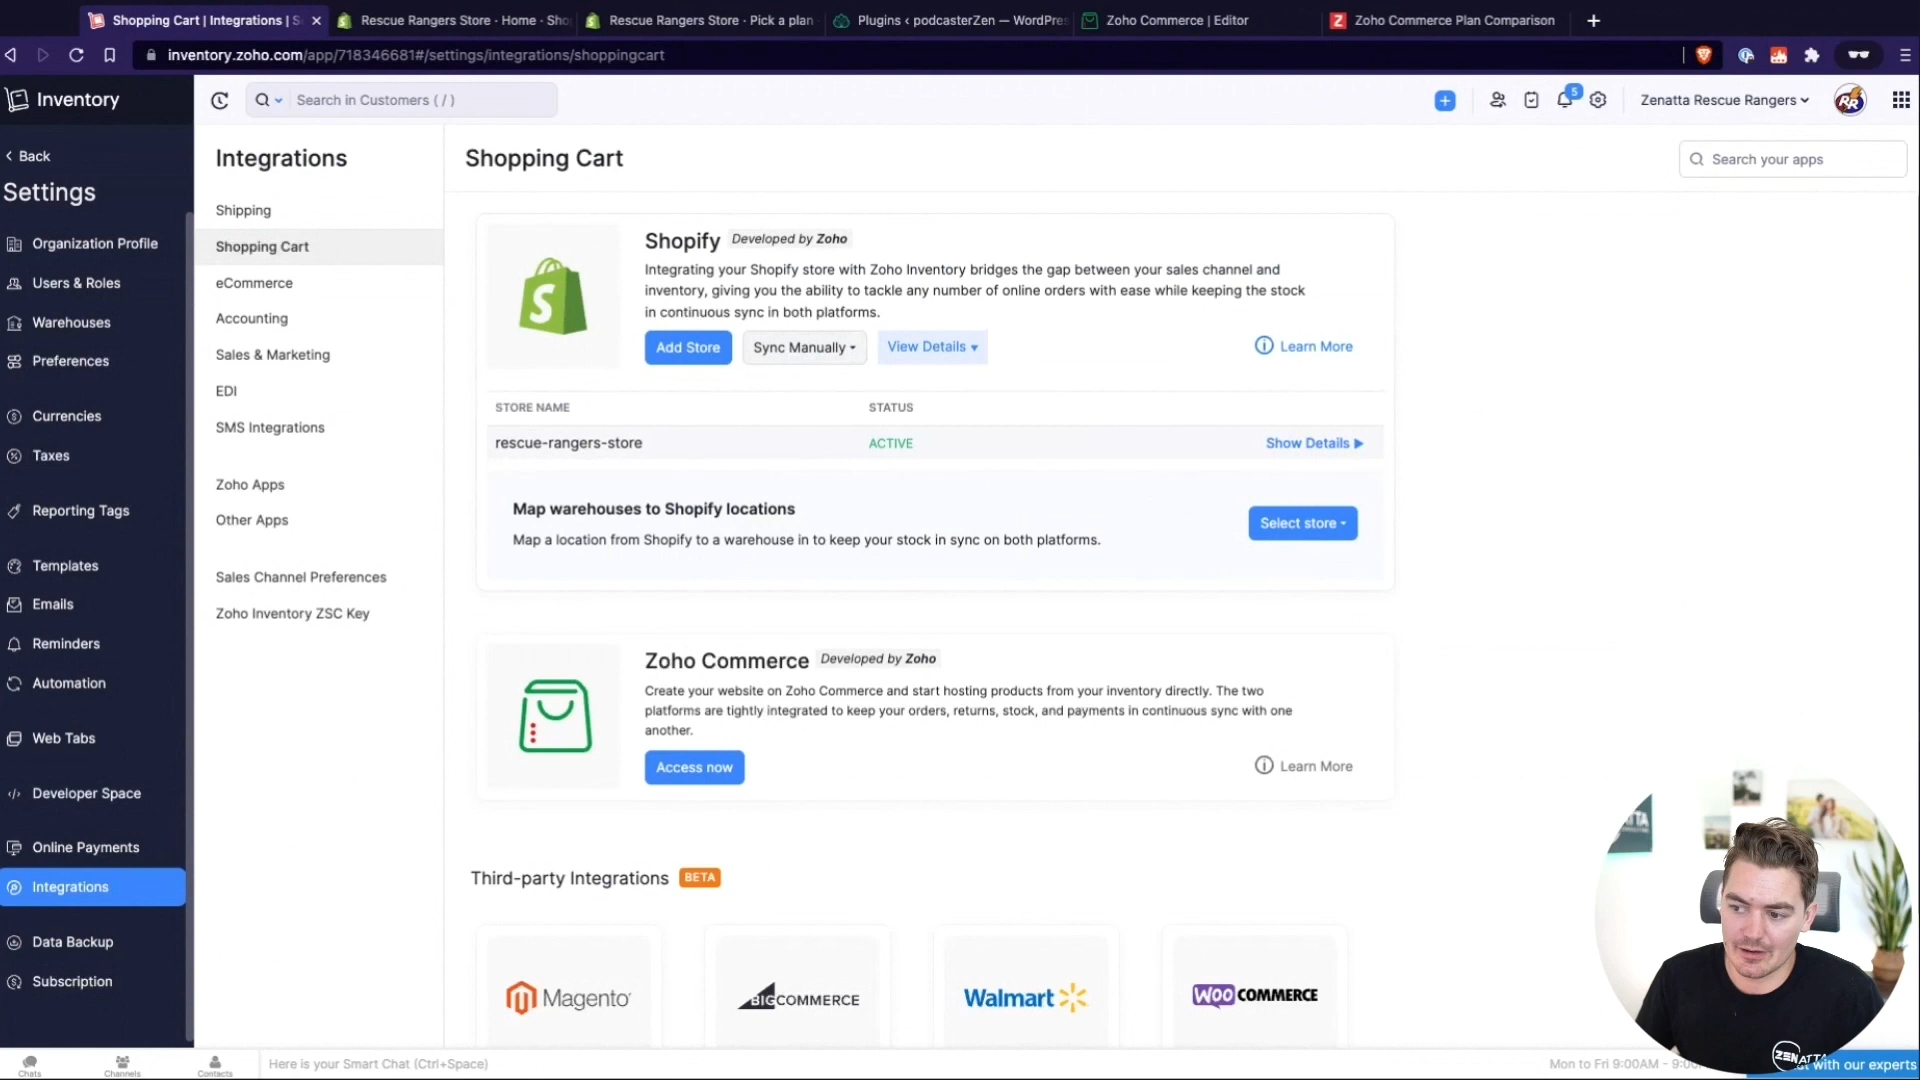 Shopping Cart | Integrations | S
Rescue Rangers Store · Home · Sho
Rescue Rangers Store · Pick a plan
Plugins ‹ podcasterZen — WordPres
Zoho Commerce | Editor
Zoho Commerce Plan Comparison
inventory.zoho.com/app/718346681#/settings/integrations/shoppingcart
Inventory
Search in Customers ( / )
5
Zenatta Rescue Rangers
RR
Back
Settings
Organization Profile
Users & Roles
Warehouses
Preferences
Currencies
Taxes
Reporting Tags
Templates
Emails
Reminders
Automation
Web Tabs
Developer Space
Online Payments
Integrations
Data Backup
Subscription
Integrations
Shipping
Shopping Cart
eCommerce
Accounting
Sales & Marketing
EDI
SMS Integrations
Zoho Apps
Other Apps
Sales Channel Preferences
Zoho Inventory ZSC Key
Shopping Cart
Search your apps
Shopify Developed by Zoho
Integrating your Shopify store with Zoho Inventory bridges the gap between your sales channel and
inventory, giving you the ability to tackle any number of online orders with ease while keeping the stock
in continuous sync in both platforms.
Add Store
Sync Manually
View Details
Learn More
STORE NAME
STATUS
rescue-rangers-store
ACTIVE
Show Details
Map warehouses to Shopify locations
Map a location from Shopify to a warehouse in to keep your stock in sync on both platforms.
Select store
Zoho Commerce Developed by Zoho
Create your website on Zoho Commerce and start hosting products from your inventory directly. The two
platforms are tightly integrated to keep your orders, returns, stock, and payments in continuous sync with one
another.
Access now
Learn More
Third-party Integrations BETA
Magento
BIGCOMMERCE
Walmart
WOO COMMERCE
Chats
Channels
Contacts
Here is your Smart Chat (Ctrl+Space)
Mon to Fri 9:00AM - 9:0
ZENATTA
with our experts